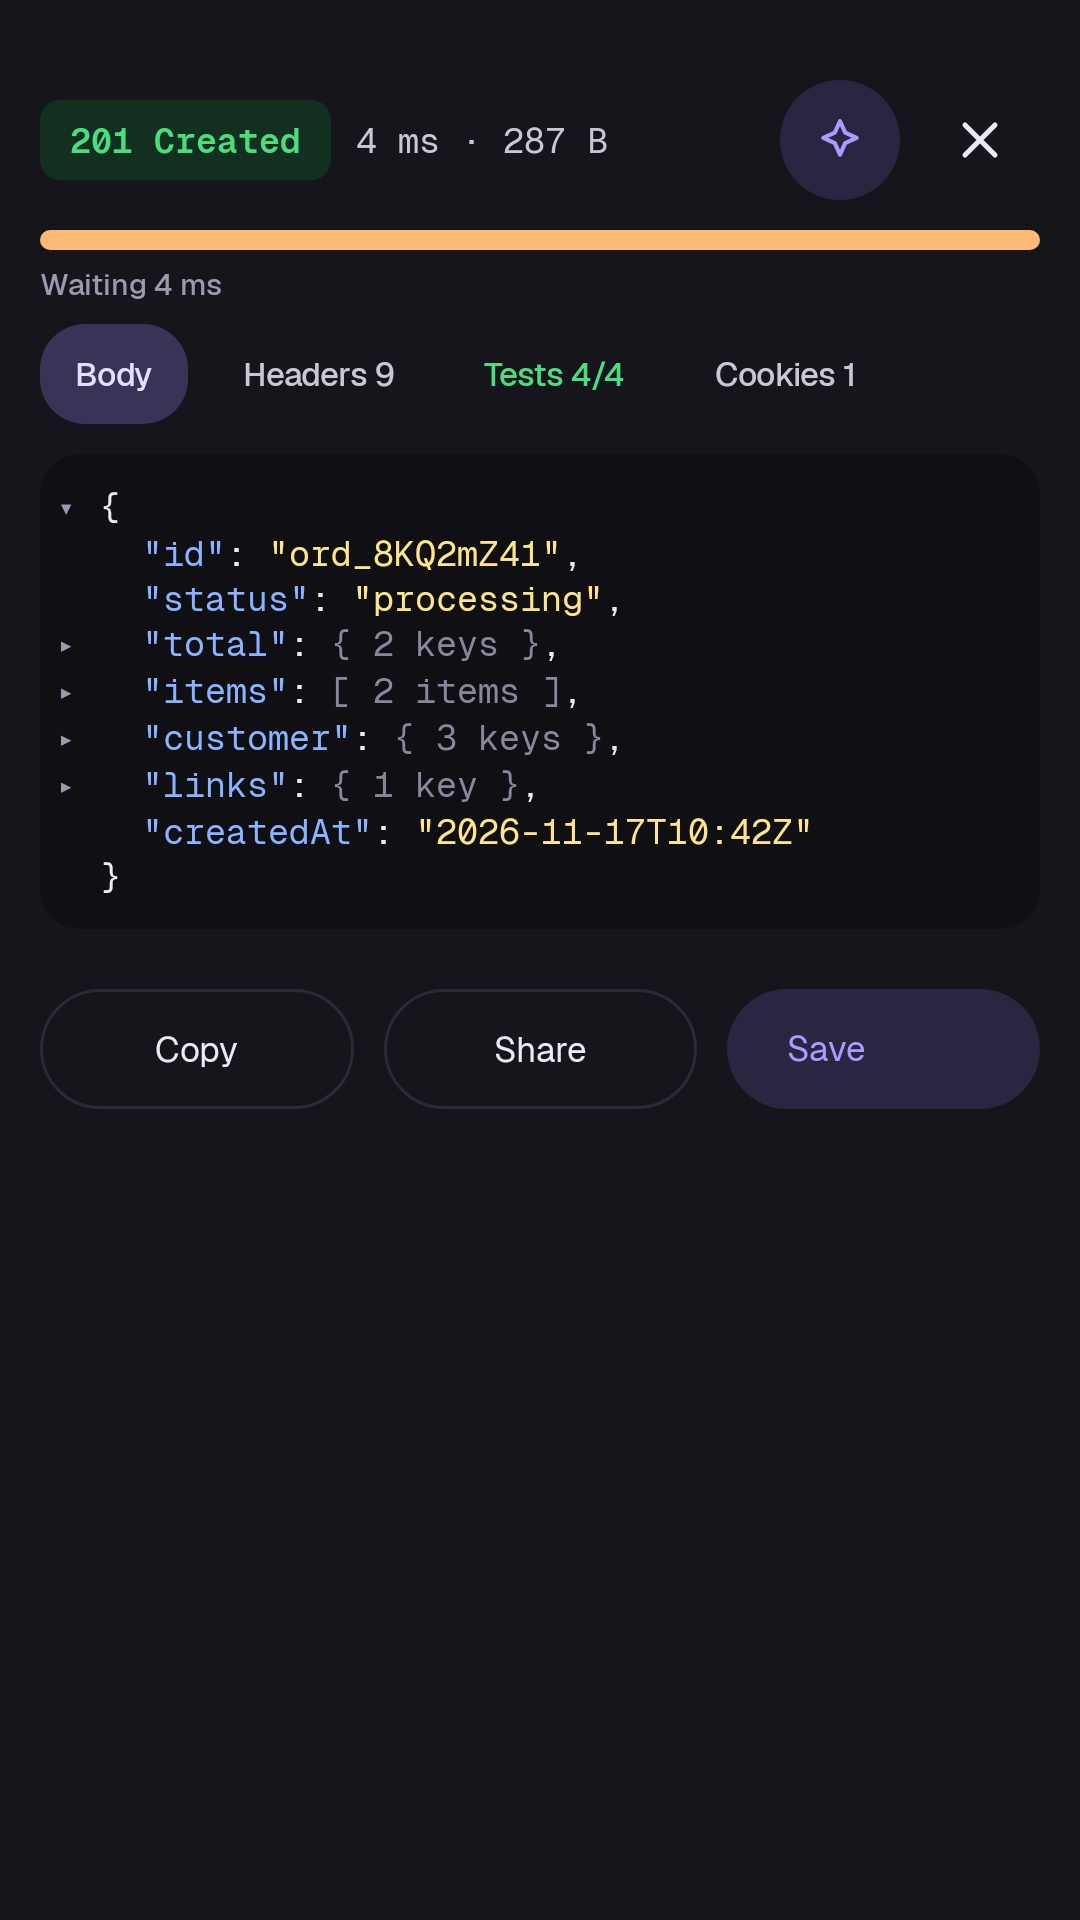 201 Created 4 ms · 287 B
Waiting 4 ms
Body Headers 9 Tests 4/4 Cookies 1
▾ {
"id": "ord_8KQ2mZ41",
"status": "processing",
▸ "total": { 2 keys },
▸ "items": [ 2 items ],
▸ "customer": { 3 keys },
▸ "links": { 1 key },
"createdAt": "2026-11-17T10:42Z"
}
Copy Share Save